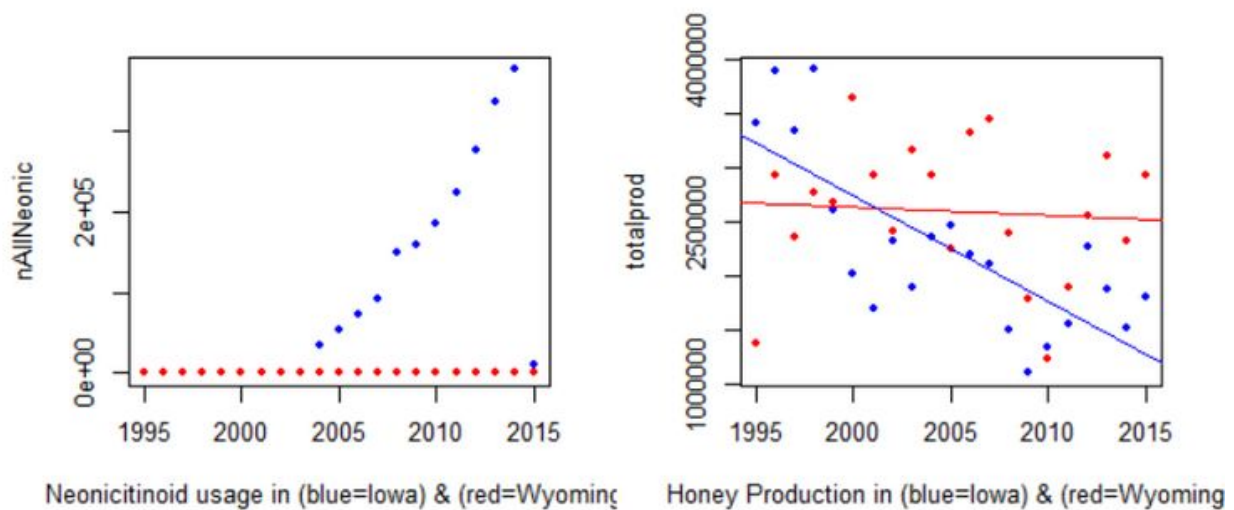 nAllNeonic
2e+05
0e+00
1995 2000 2005 2010 2015
Neonicitinoid usage in (blue=Iowa) & (red=Wyoming
totalprod
4000000
2500000
1000000
1995 2000 2005 2010 2015
Honey Production in (blue=Iowa) & (red=Wyoming